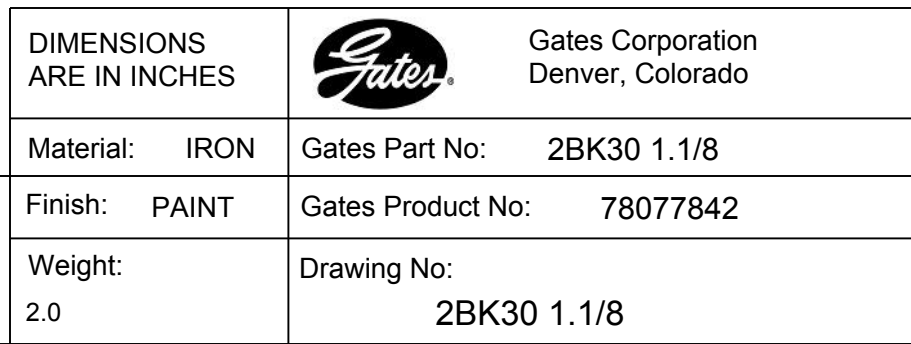 DIMENSIONS
ARE IN INCHES
Gates®
Gates Corporation
Denver, Colorado
Material: IRON
Gates Part No: 2BK30 1.1/8
Finish: PAINT
Gates Product No: 78077842
Weight:
2.0
Drawing No:
2BK30 1.1/8